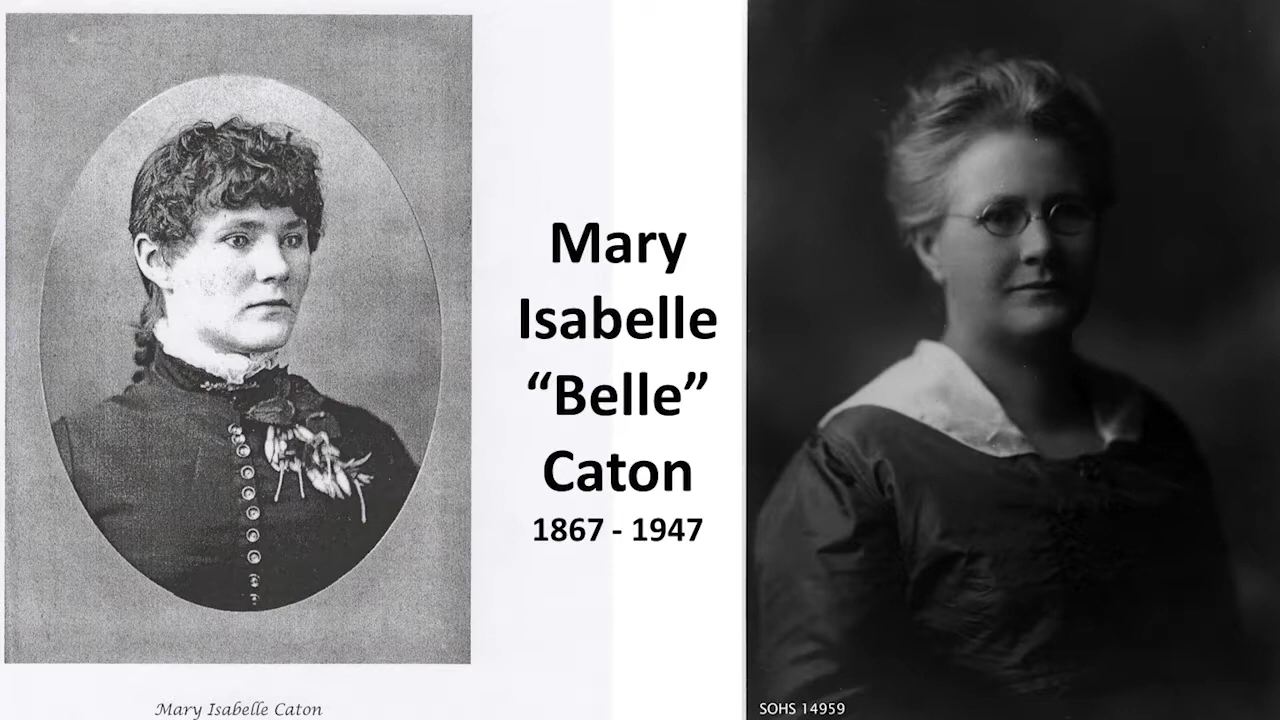 Mary
Isabelle
“Belle”
Caton
1867 - 1947
Mary Isabelle Caton
SOHS 14959